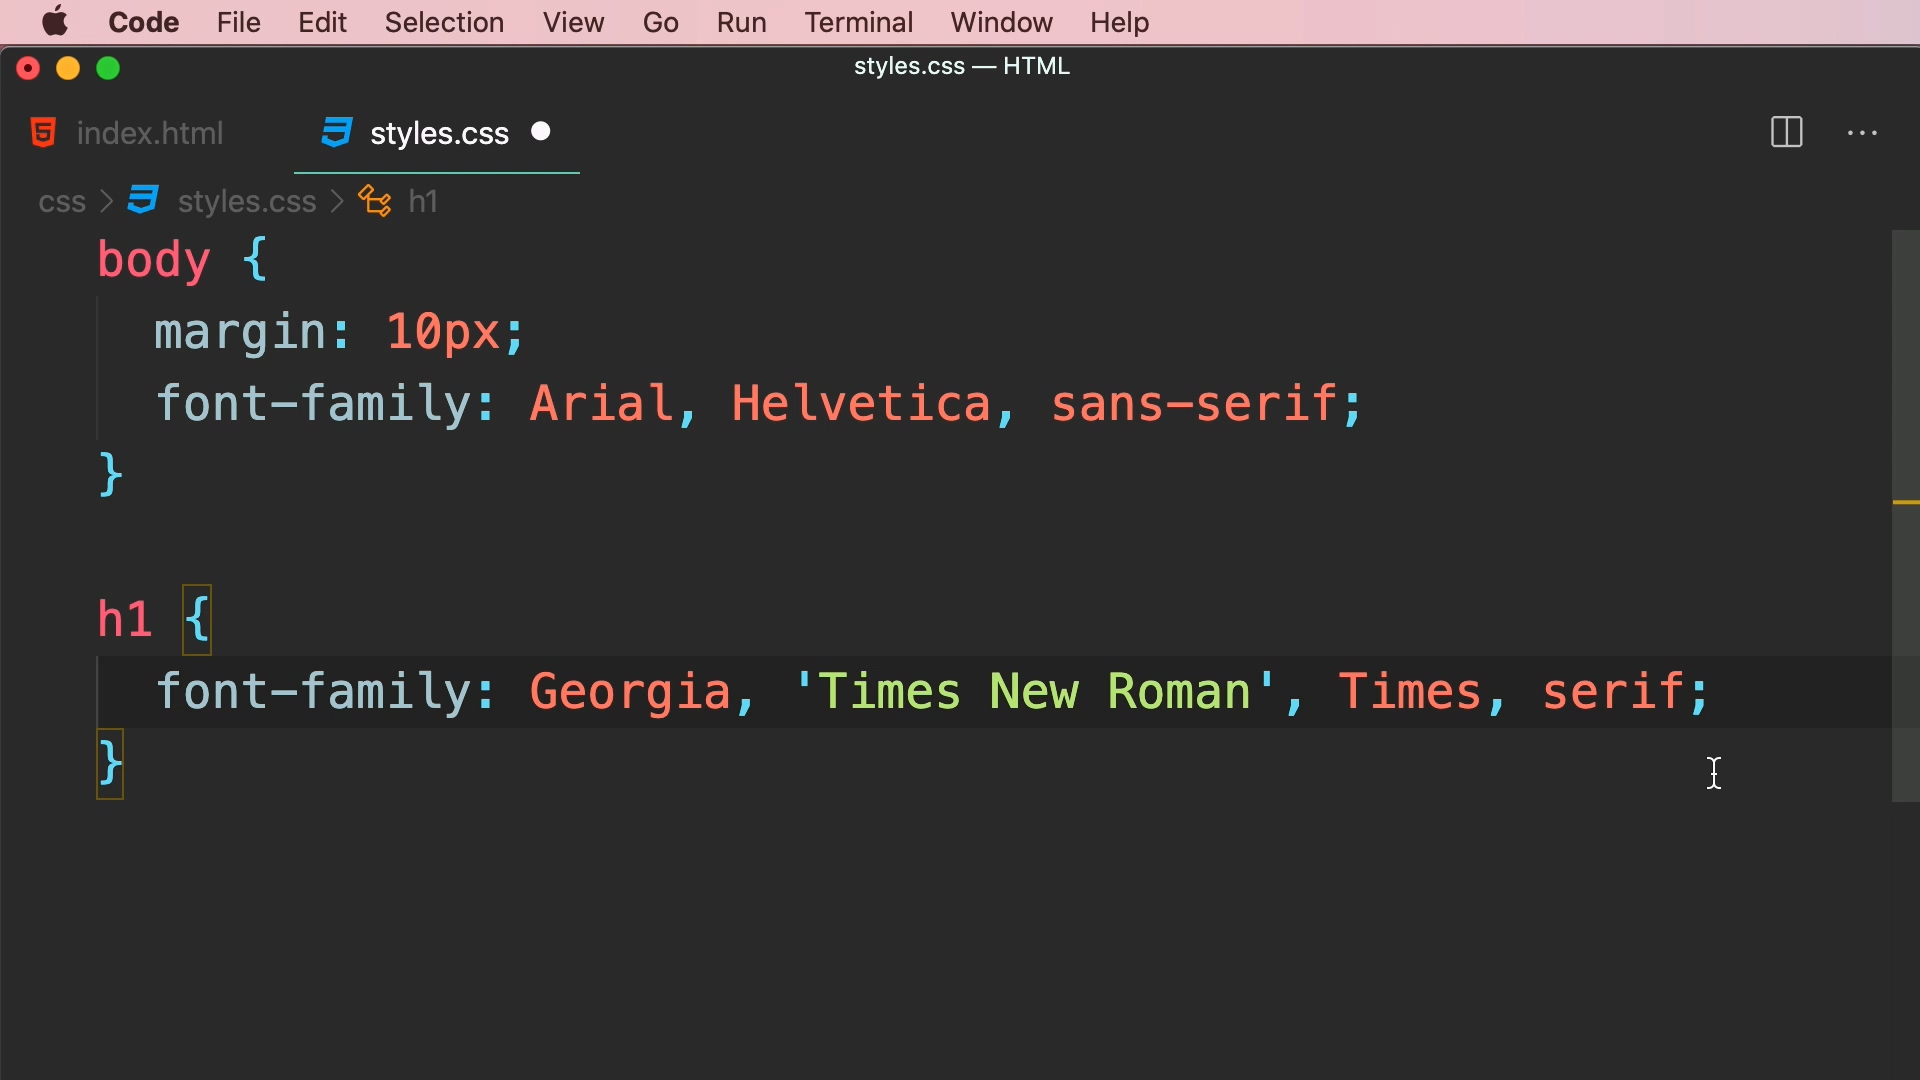 Code File Edit Selection View Go Run Terminal Window Help
styles.css — HTML
index.html styles.css
css > styles.css > h1
body {
  margin: 10px;
  font-family: Arial, Helvetica, sans-serif;
}
h1 {
  font-family: Georgia, 'Times New Roman', Times, serif;
}